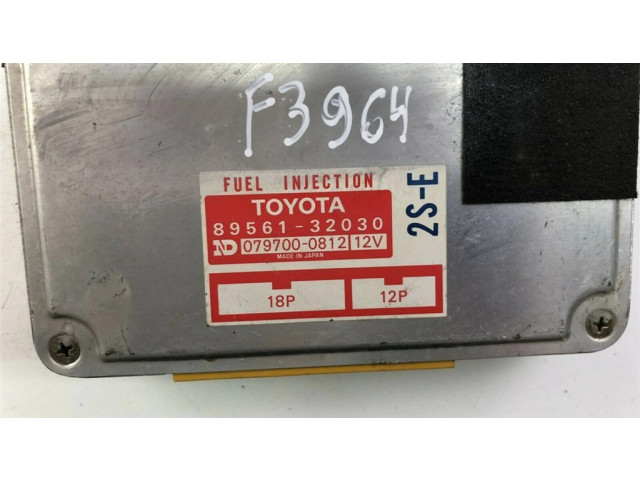 F3964
FUEL INJECTION
TOYOTA
89561-32030
ND 079700-0812 12V
MADE IN JAPAN
2S-E
18P
12P